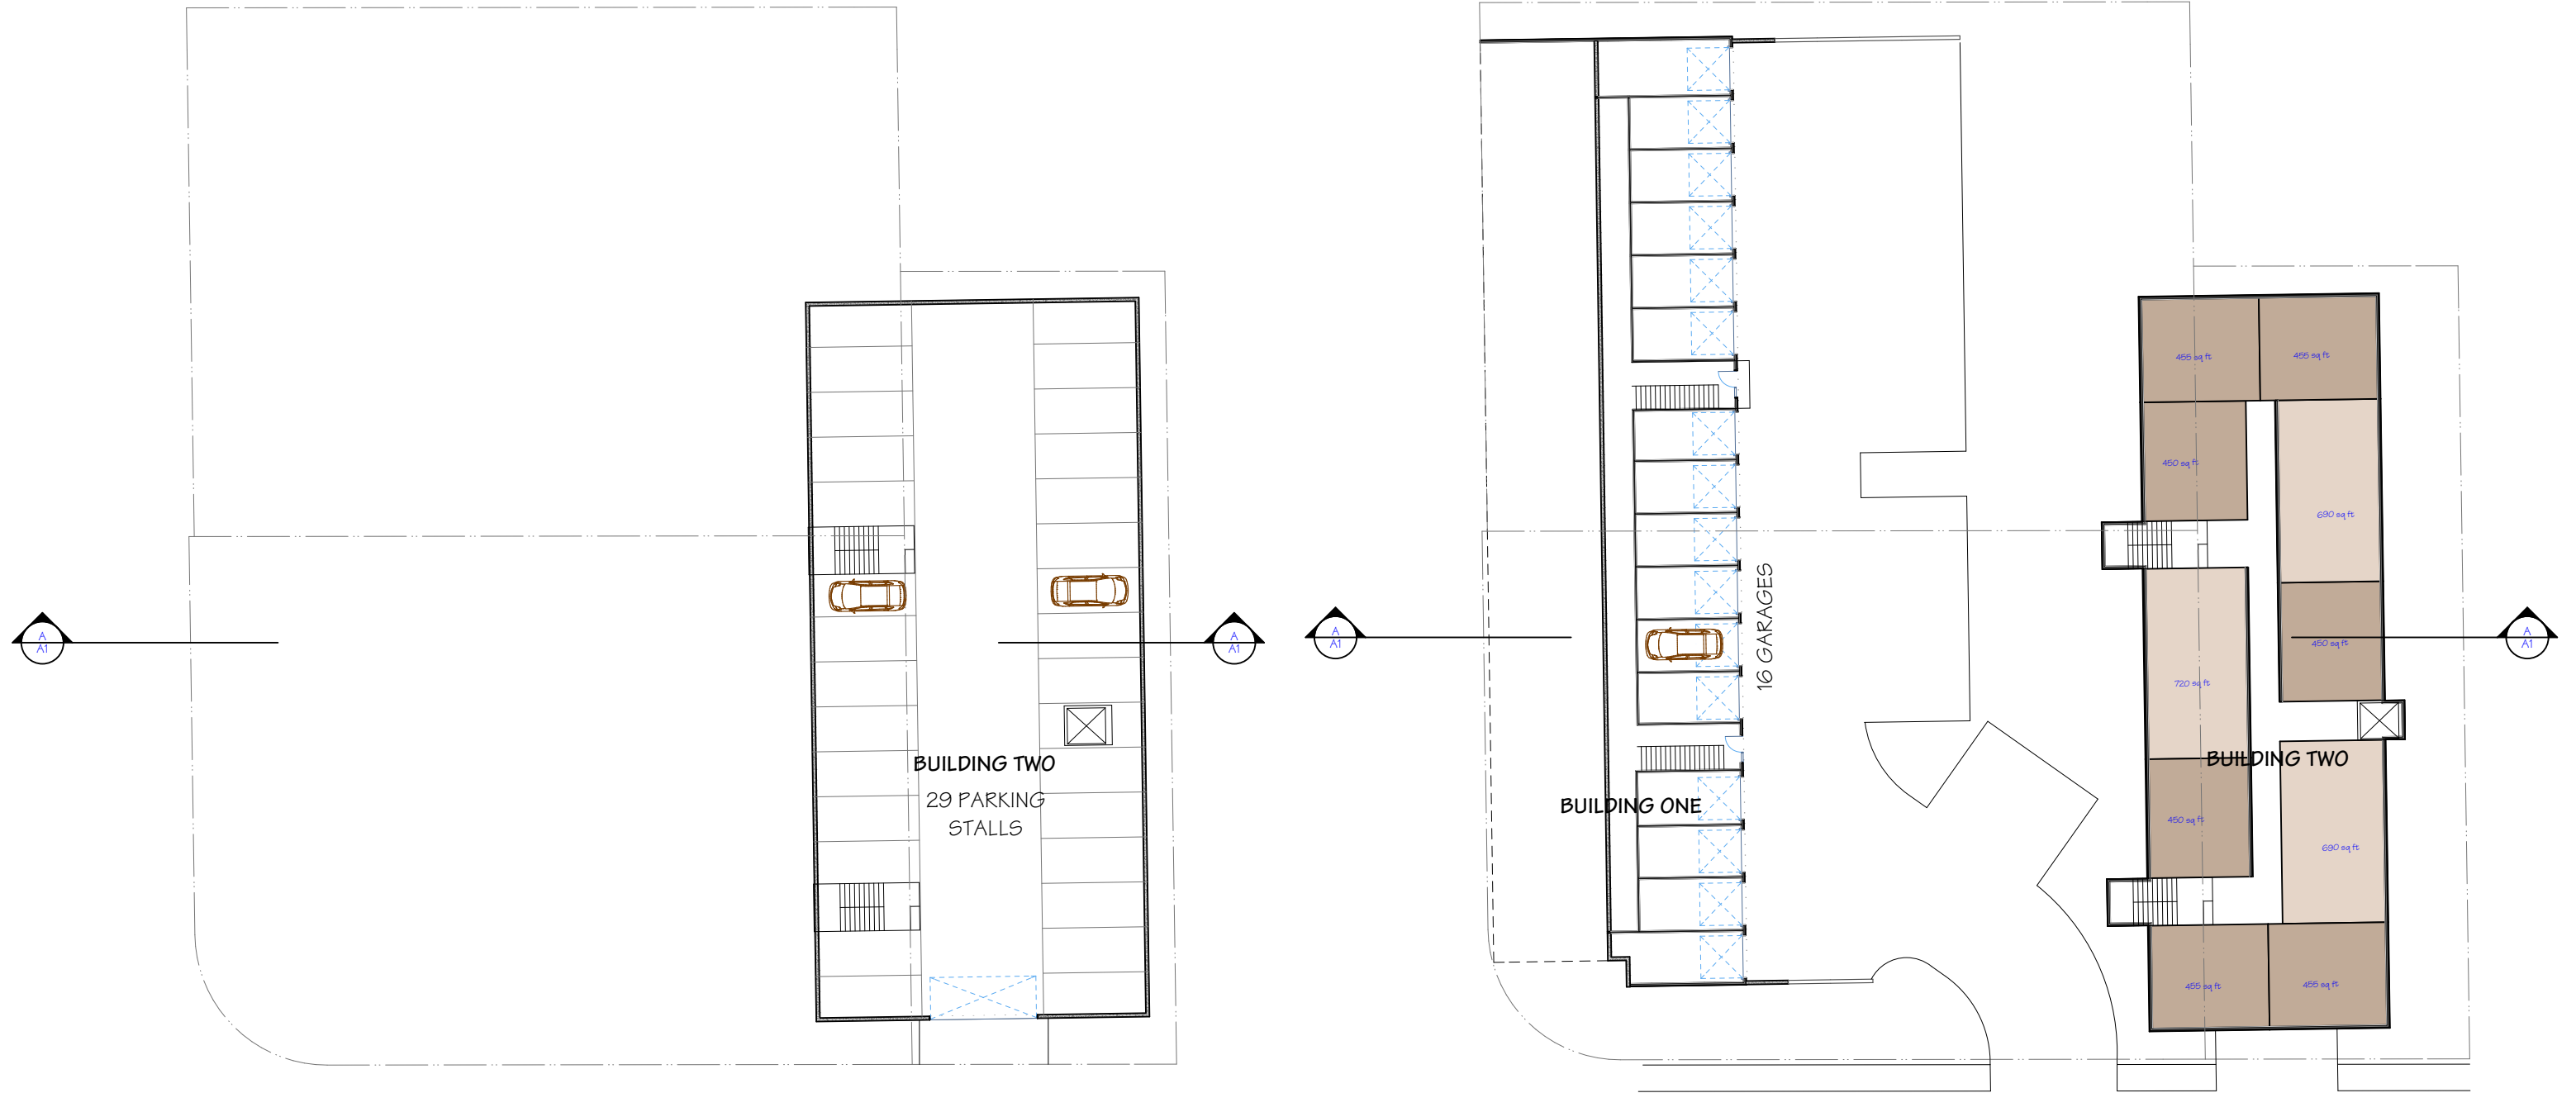 A
A1
BUILDING TWO
29 PARKING
STALLS
A
A1
A
A1
BUILDING ONE
16 GARAGES
455 sq ft
455 sq ft
450 sq ft
690 sq ft
450 sq ft
720 sq ft
BUILDING TWO
450 sq ft
690 sq ft
455 sq ft
455 sq ft
A
A1